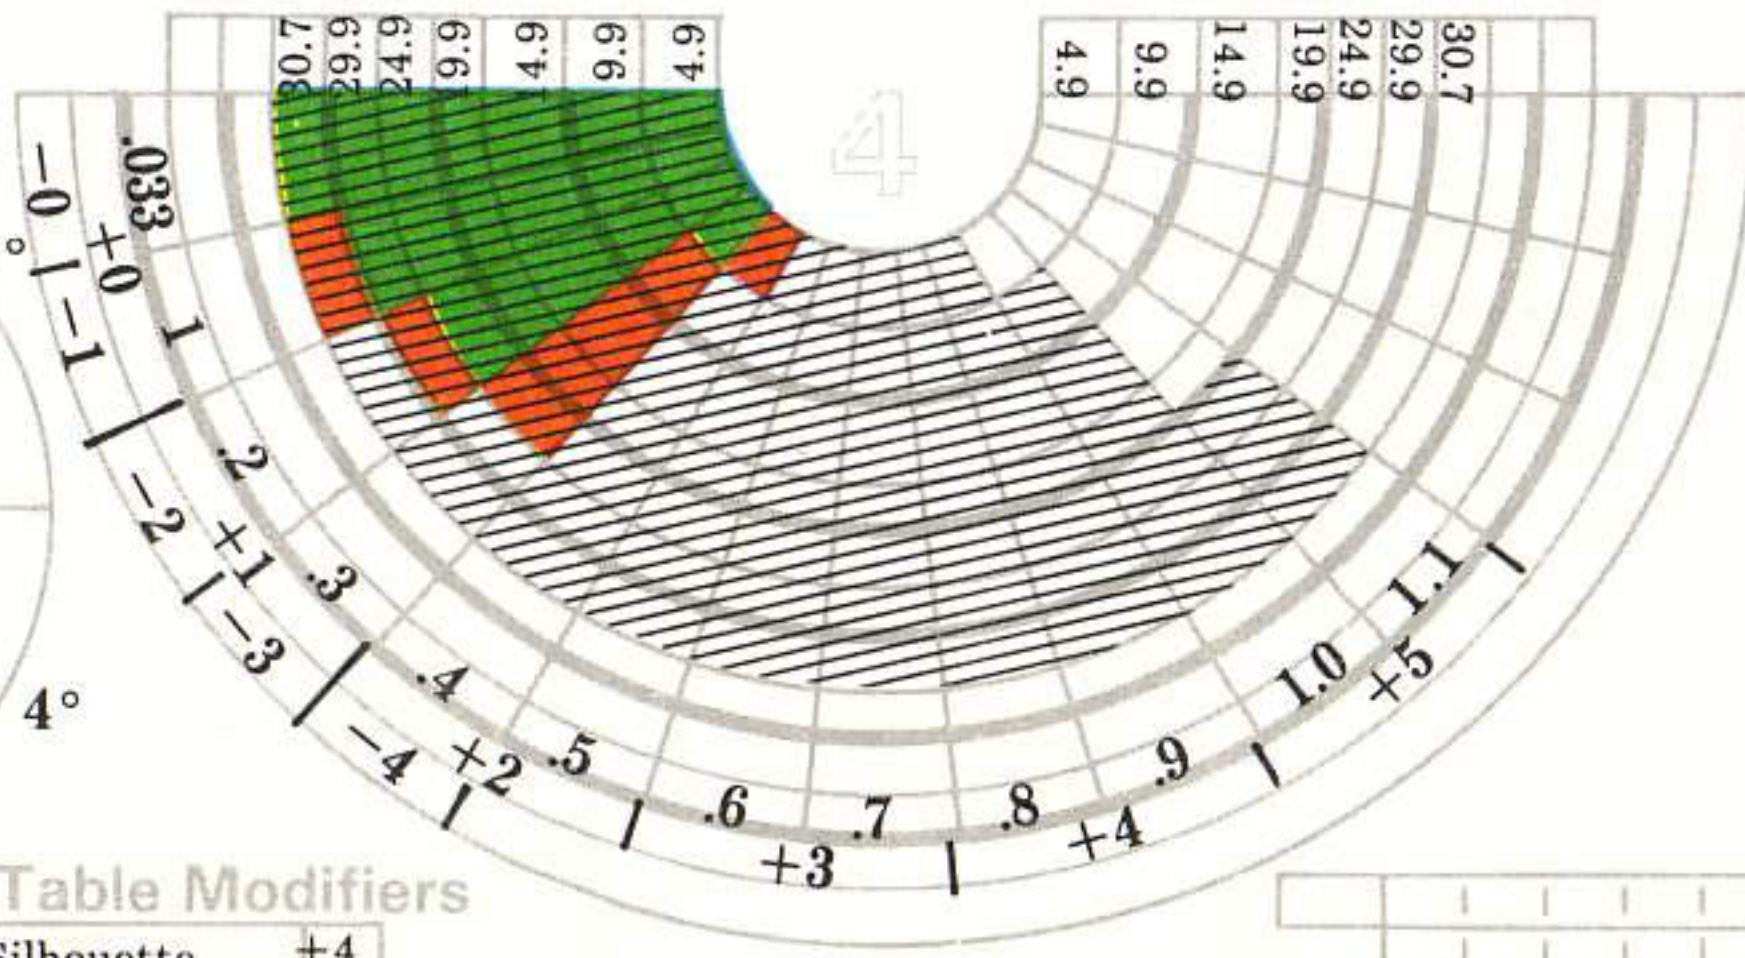 30.7 29.9 24.9 19.9 14.9 9.9 4.9
4.9 9.9 14.9 19.9 24.9 29.9 30.7
4
.033 .1 .2 .3 .4 .5 .6 .7 .8 .9 1.0 1.1
+0 +1 +2 +3 +4 +5
−0 −1 −2 −3 −4
°
4°
Table Modifiers
Silhouette +4